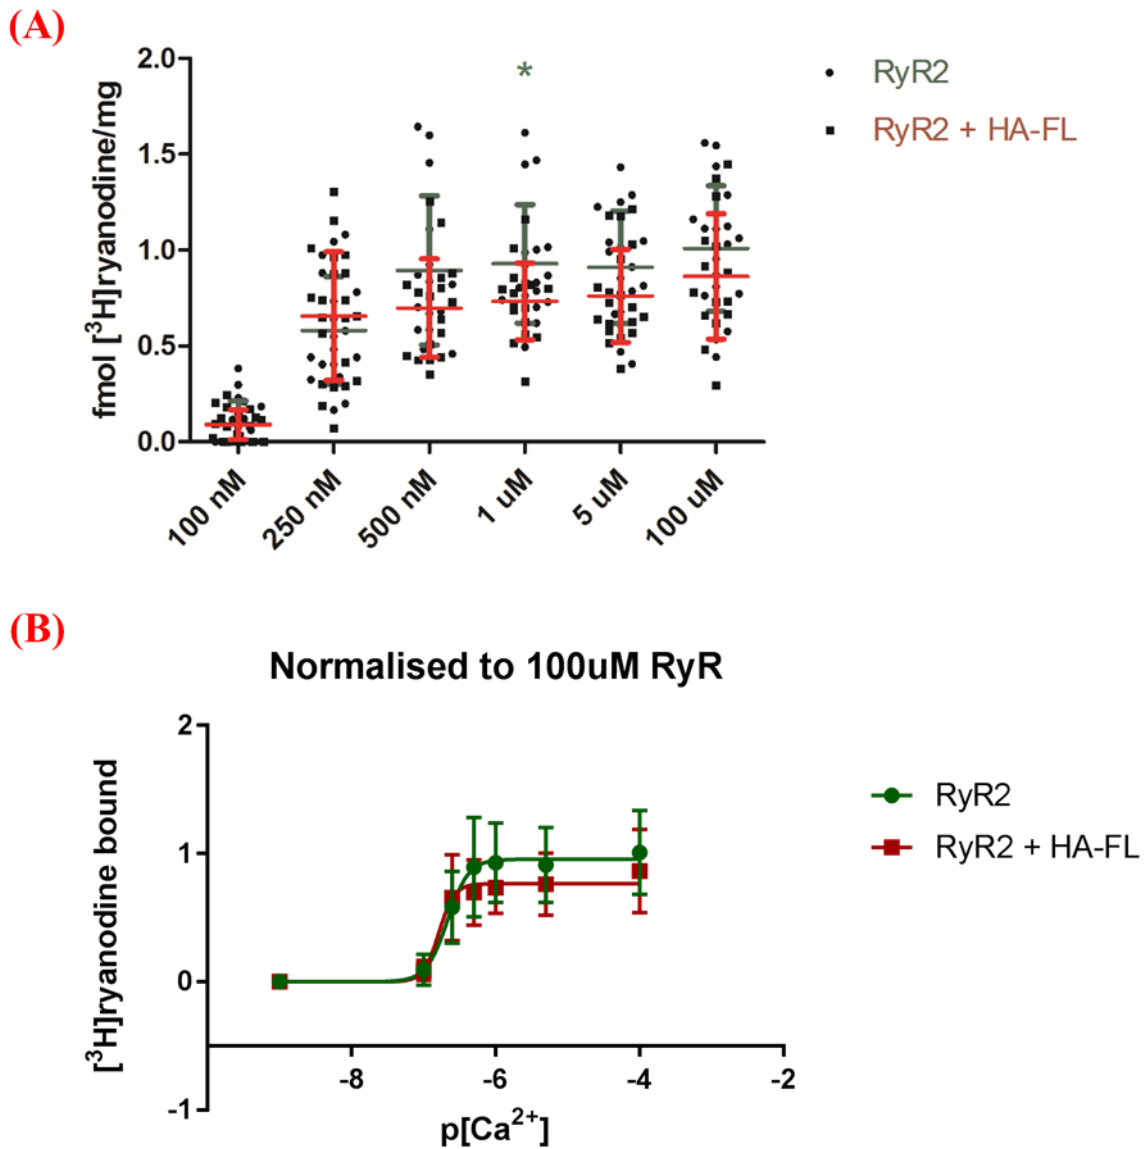 (A)
fmol [³H]ryanodine/mg
2.0
1.5
1.0
0.5
0.0
*
RyR2
RyR2 + HA-FL
100 nM
250 nM
500 nM
1 uM
5 uM
100 uM
(B)
Normalised to 100uM RyR
[³H]ryanodine bound
2
1
0
-1
-8
-6
-4
-2
p[Ca²⁺]
RyR2
RyR2 + HA-FL